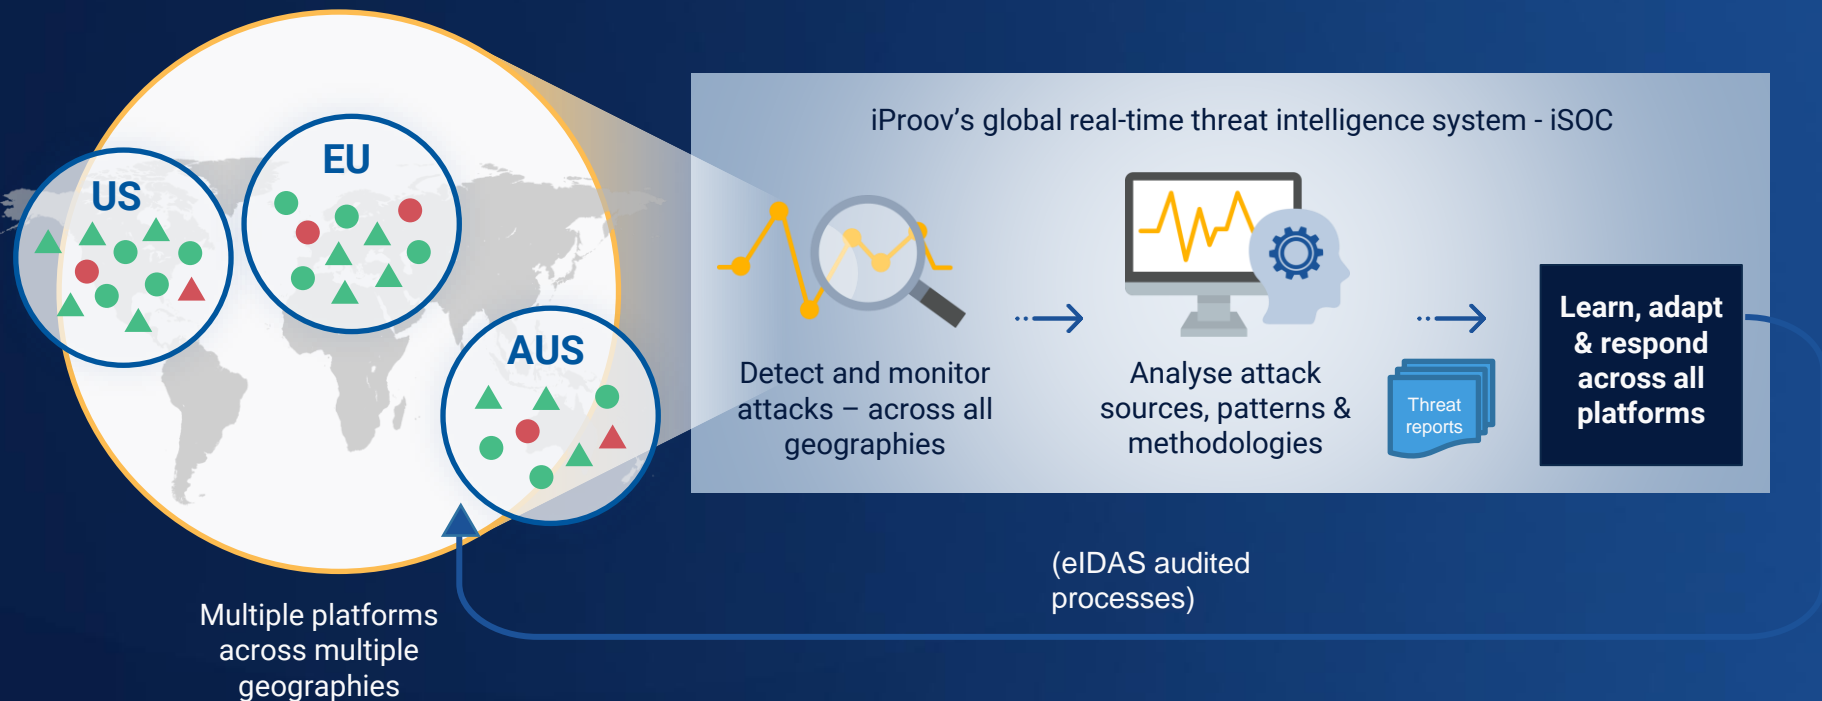 US
EU
AUS
Multiple platforms
across multiple
geographies
iProov’s global real-time threat intelligence system - iSOC
Detect and monitor
attacks – across all
geographies
Analyse attack
sources, patterns &
methodologies
Threat
reports
Learn, adapt
& respond
across all
platforms
(eIDAS audited
processes)